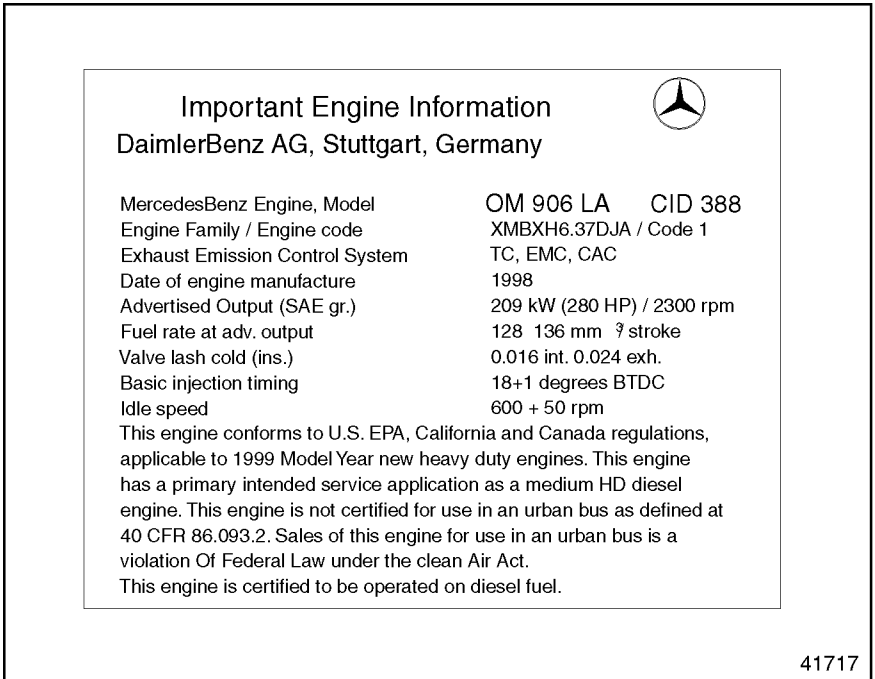 Important Engine Information
DaimlerBenz AG, Stuttgart, Germany
MercedesBenz Engine, Model OM 906 LA CID 388
Engine Family / Engine code XMBXH6.37DJA / Code 1
Exhaust Emission Control System TC, EMC, CAC
Date of engine manufacture 1998
Advertised Output (SAE gr.) 209 kW (280 HP) / 2300 rpm
Fuel rate at adv. output 128 136 mm stroke
Valve lash cold (ins.) 0.016 int. 0.024 exh.
Basic injection timing 18+1 degrees BTDC
Idle speed 600 + 50 rpm
This engine conforms to U.S. EPA, California and Canada regulations,
applicable to 1999 Model Year new heavy duty engines. This engine
has a primary intended service application as a medium HD diesel
engine. This engine is not certified for use in an urban bus as defined at
40 CFR 86.093.2. Sales of this engine for use in an urban bus is a
violation Of Federal Law under the clean Air Act.
This engine is certified to be operated on diesel fuel.
41717